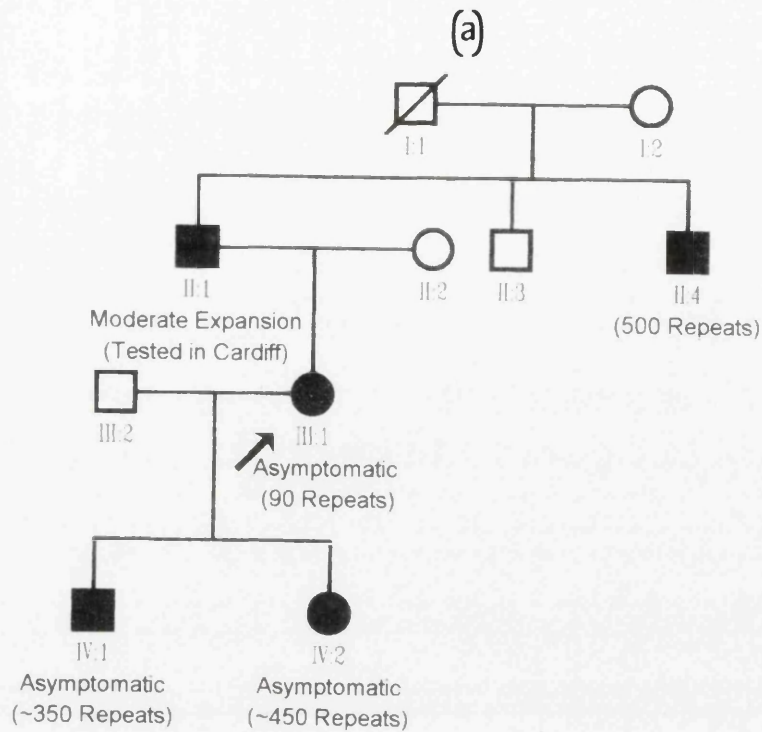 (a)
I:1
I:2
II:1
II:2
II:3
II:4
Moderate Expansion
(Tested in Cardiff)
(500 Repeats)
III:2
III:1
Asymptomatic
(90 Repeats)
IV:1
IV:2
Asymptomatic
(~350 Repeats)
Asymptomatic
(~450 Repeats)